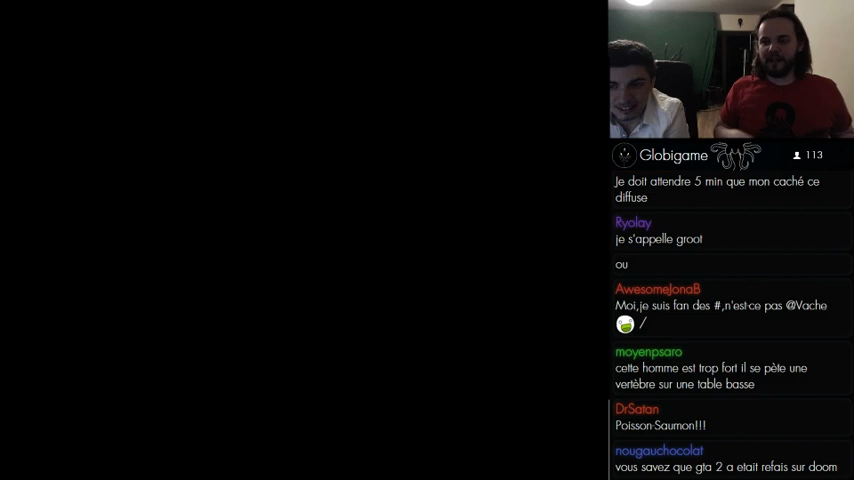 Globigame
113
Je doit attendre 5 min que mon caché ce
diffuse
Ryolay
je s'appelle groot
ou
AwesomeJonaB
Moi,je suis fan des #,n'est-ce pas @Vache
/
moyenpsaro
cette homme est trop fort il se pète une
vertèbre sur une table basse
DrSatan
Poisson-Saumon!!!
nougauchocolat
vous savez que gta 2 a etait refais sur doom